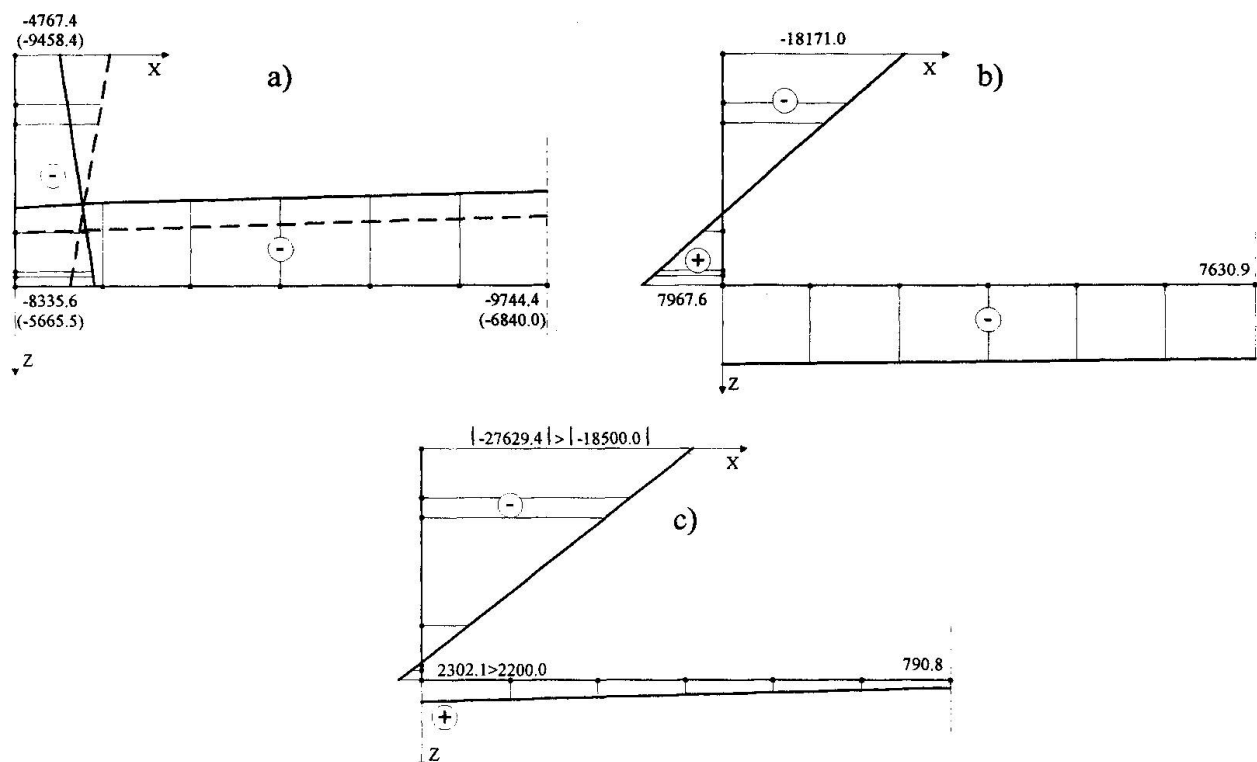 -4767.4
(-9458.4)
X
a)
-
-
-8335.6
(-5665.5)
-9744.4
(-6840.0)
z
-18171.0
X
b)
-
+
7967.6
7630.9
-
z
|-27629.4|>|-18500.0|
X
-
c)
2302.1>2200.0
790.8
+
z